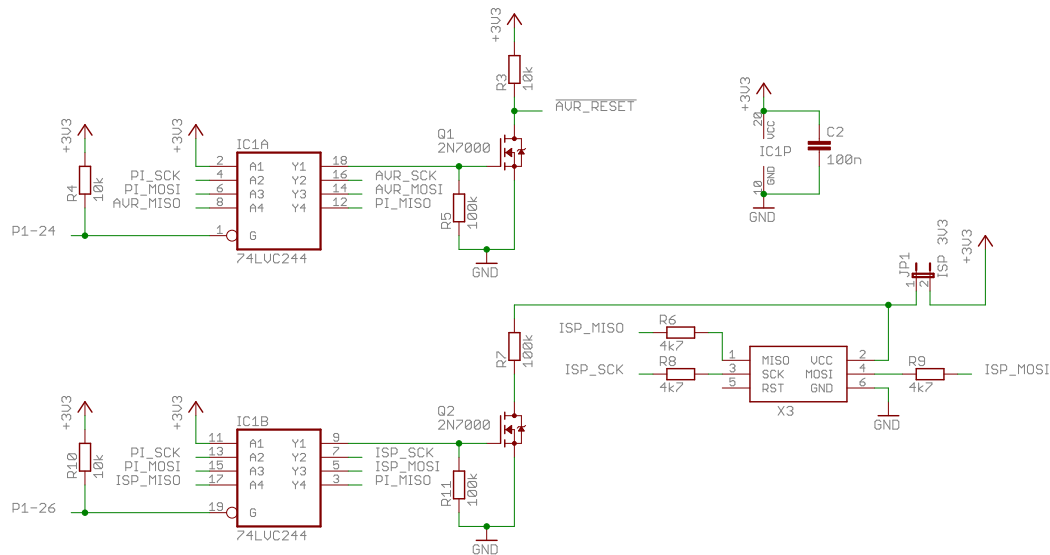 +3V3
R3
10k
AVR_RESET
+3V3
R4
10k
P1-24
+3V3
IC1A
2 A1 Y1 18
PI_SCK 4 A2 Y2 16 AVR_SCK
PI_MOSI 6 A3 Y3 14 AVR_MOSI
AVR_MISO 8 A4 Y4 12 PI_MISO
1 G
74LVC244
Q1
2N7000
R5
100k
GND
+3V3
20
VCC
IC1P
10
GND
C2
100n
GND
JP1
1
2
ISP 3V3
+3V3
R7
100k
ISP_MISO
R6
4k7
ISP_SCK
R8
4k7
1 MISO VCC 2
3 SCK MOSI 4
5 RST GND 6
X3
R9
4k7
ISP_MOSI
GND
+3V3
R10
10k
P1-26
+3V3
IC1B
11 A1 Y1 9
PI_SCK 13 A2 Y2 7 ISP_SCK
PI_MOSI 15 A3 Y3 5 ISP_MOSI
ISP_MISO 17 A4 Y4 3 PI_MISO
19 G
74LVC244
Q2
2N7000
R11
100k
GND